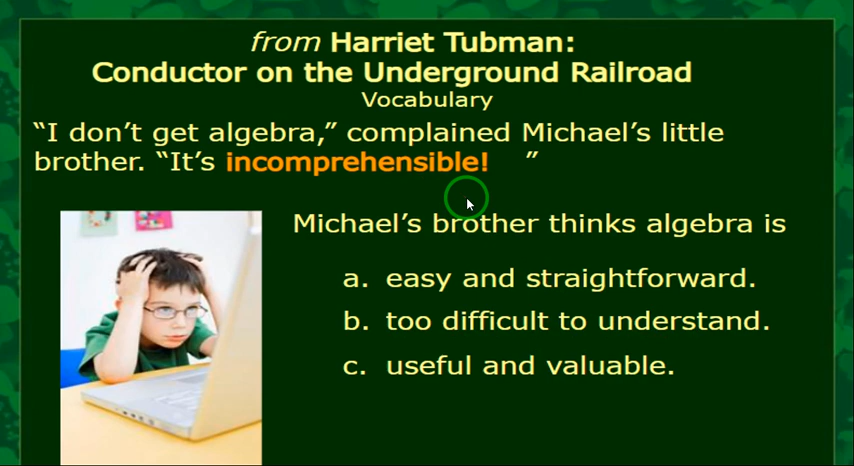 from Harriet Tubman:
Conductor on the Underground Railroad
Vocabulary
“I don’t get algebra,” complained Michael’s little
brother. “It’s incomprehensible! ”
Michael’s brother thinks algebra is
a. easy and straightforward.
b. too difficult to understand.
c. useful and valuable.